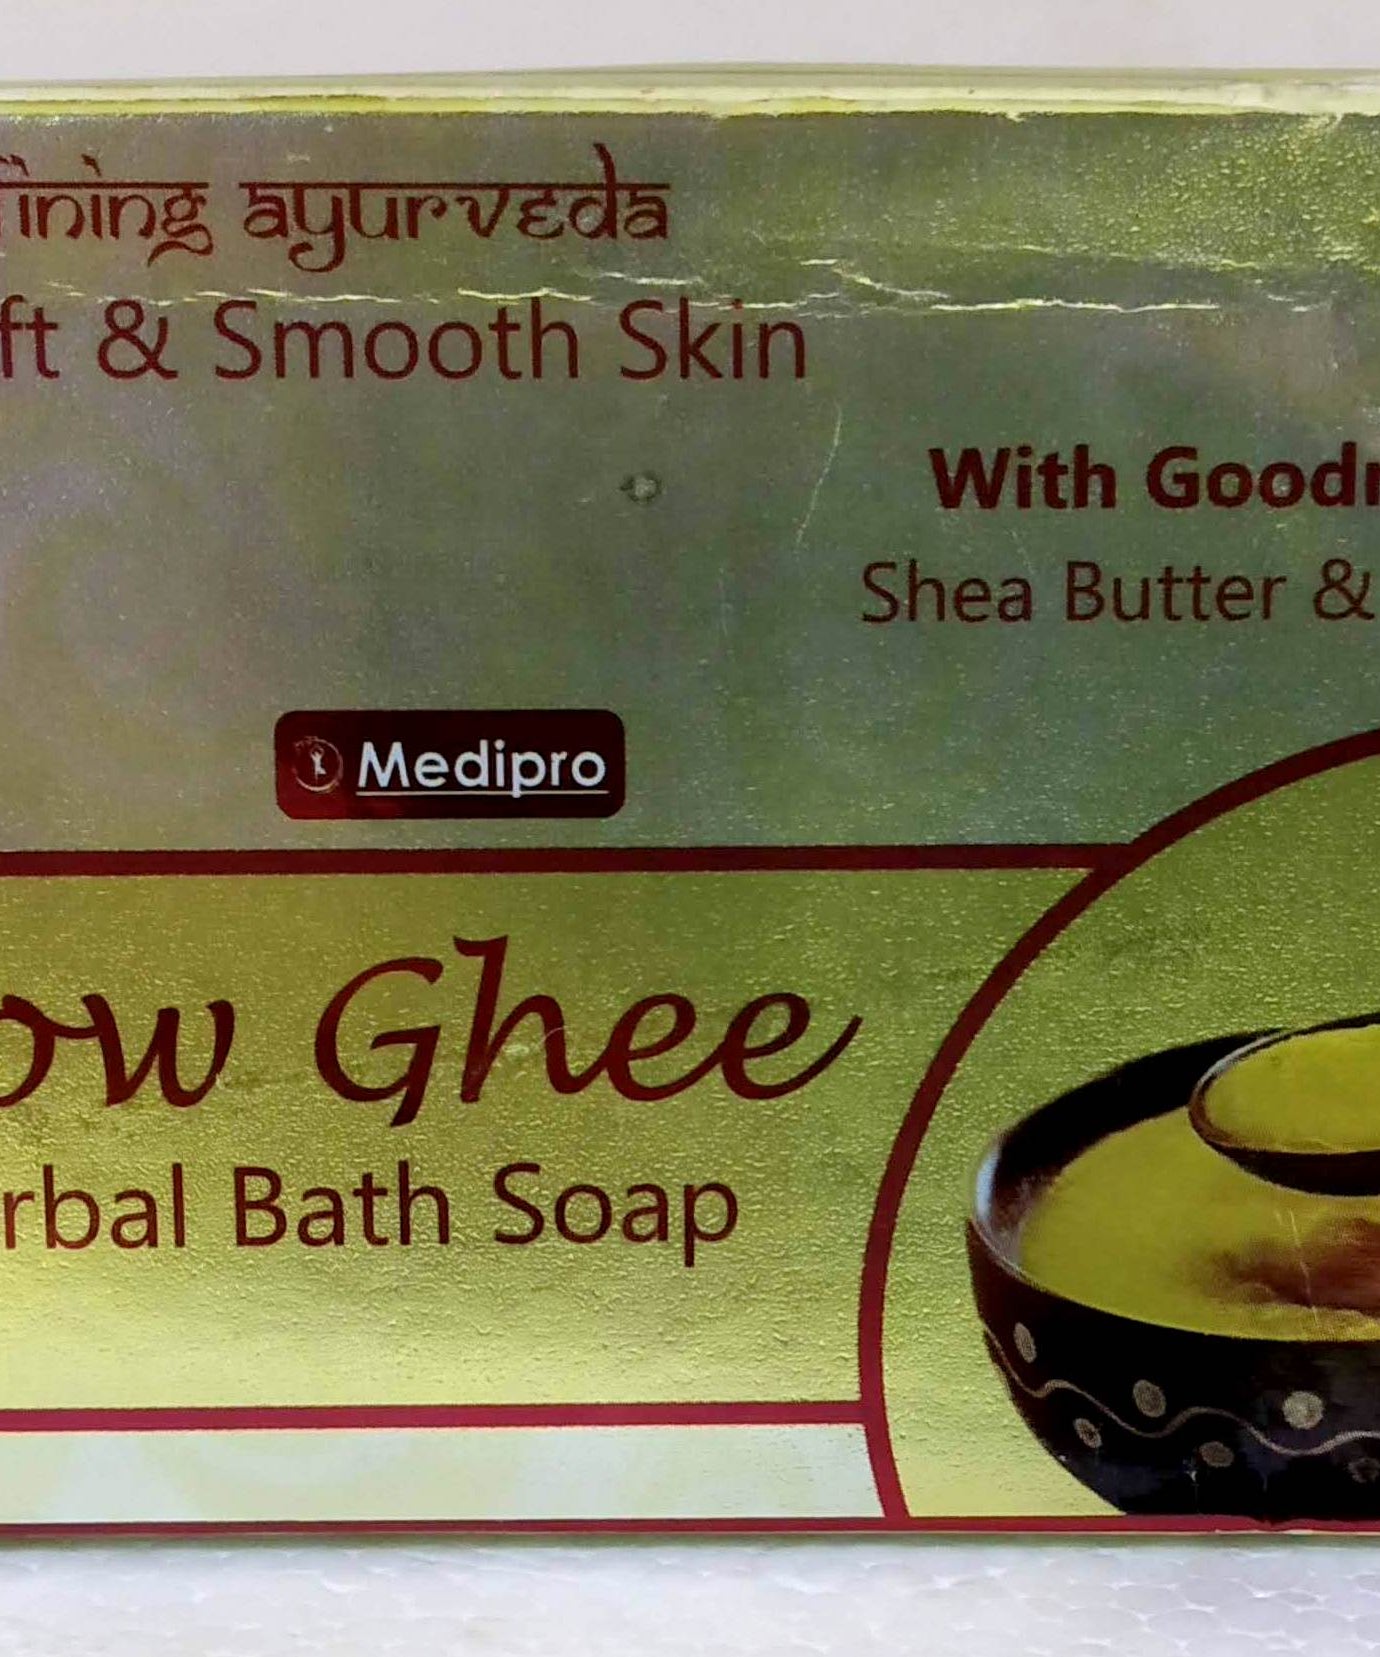 ining ayurveda
ft & Smooth Skin
With Good
Shea Butter &
Medipro
ow Ghee
rbal Bath Soap